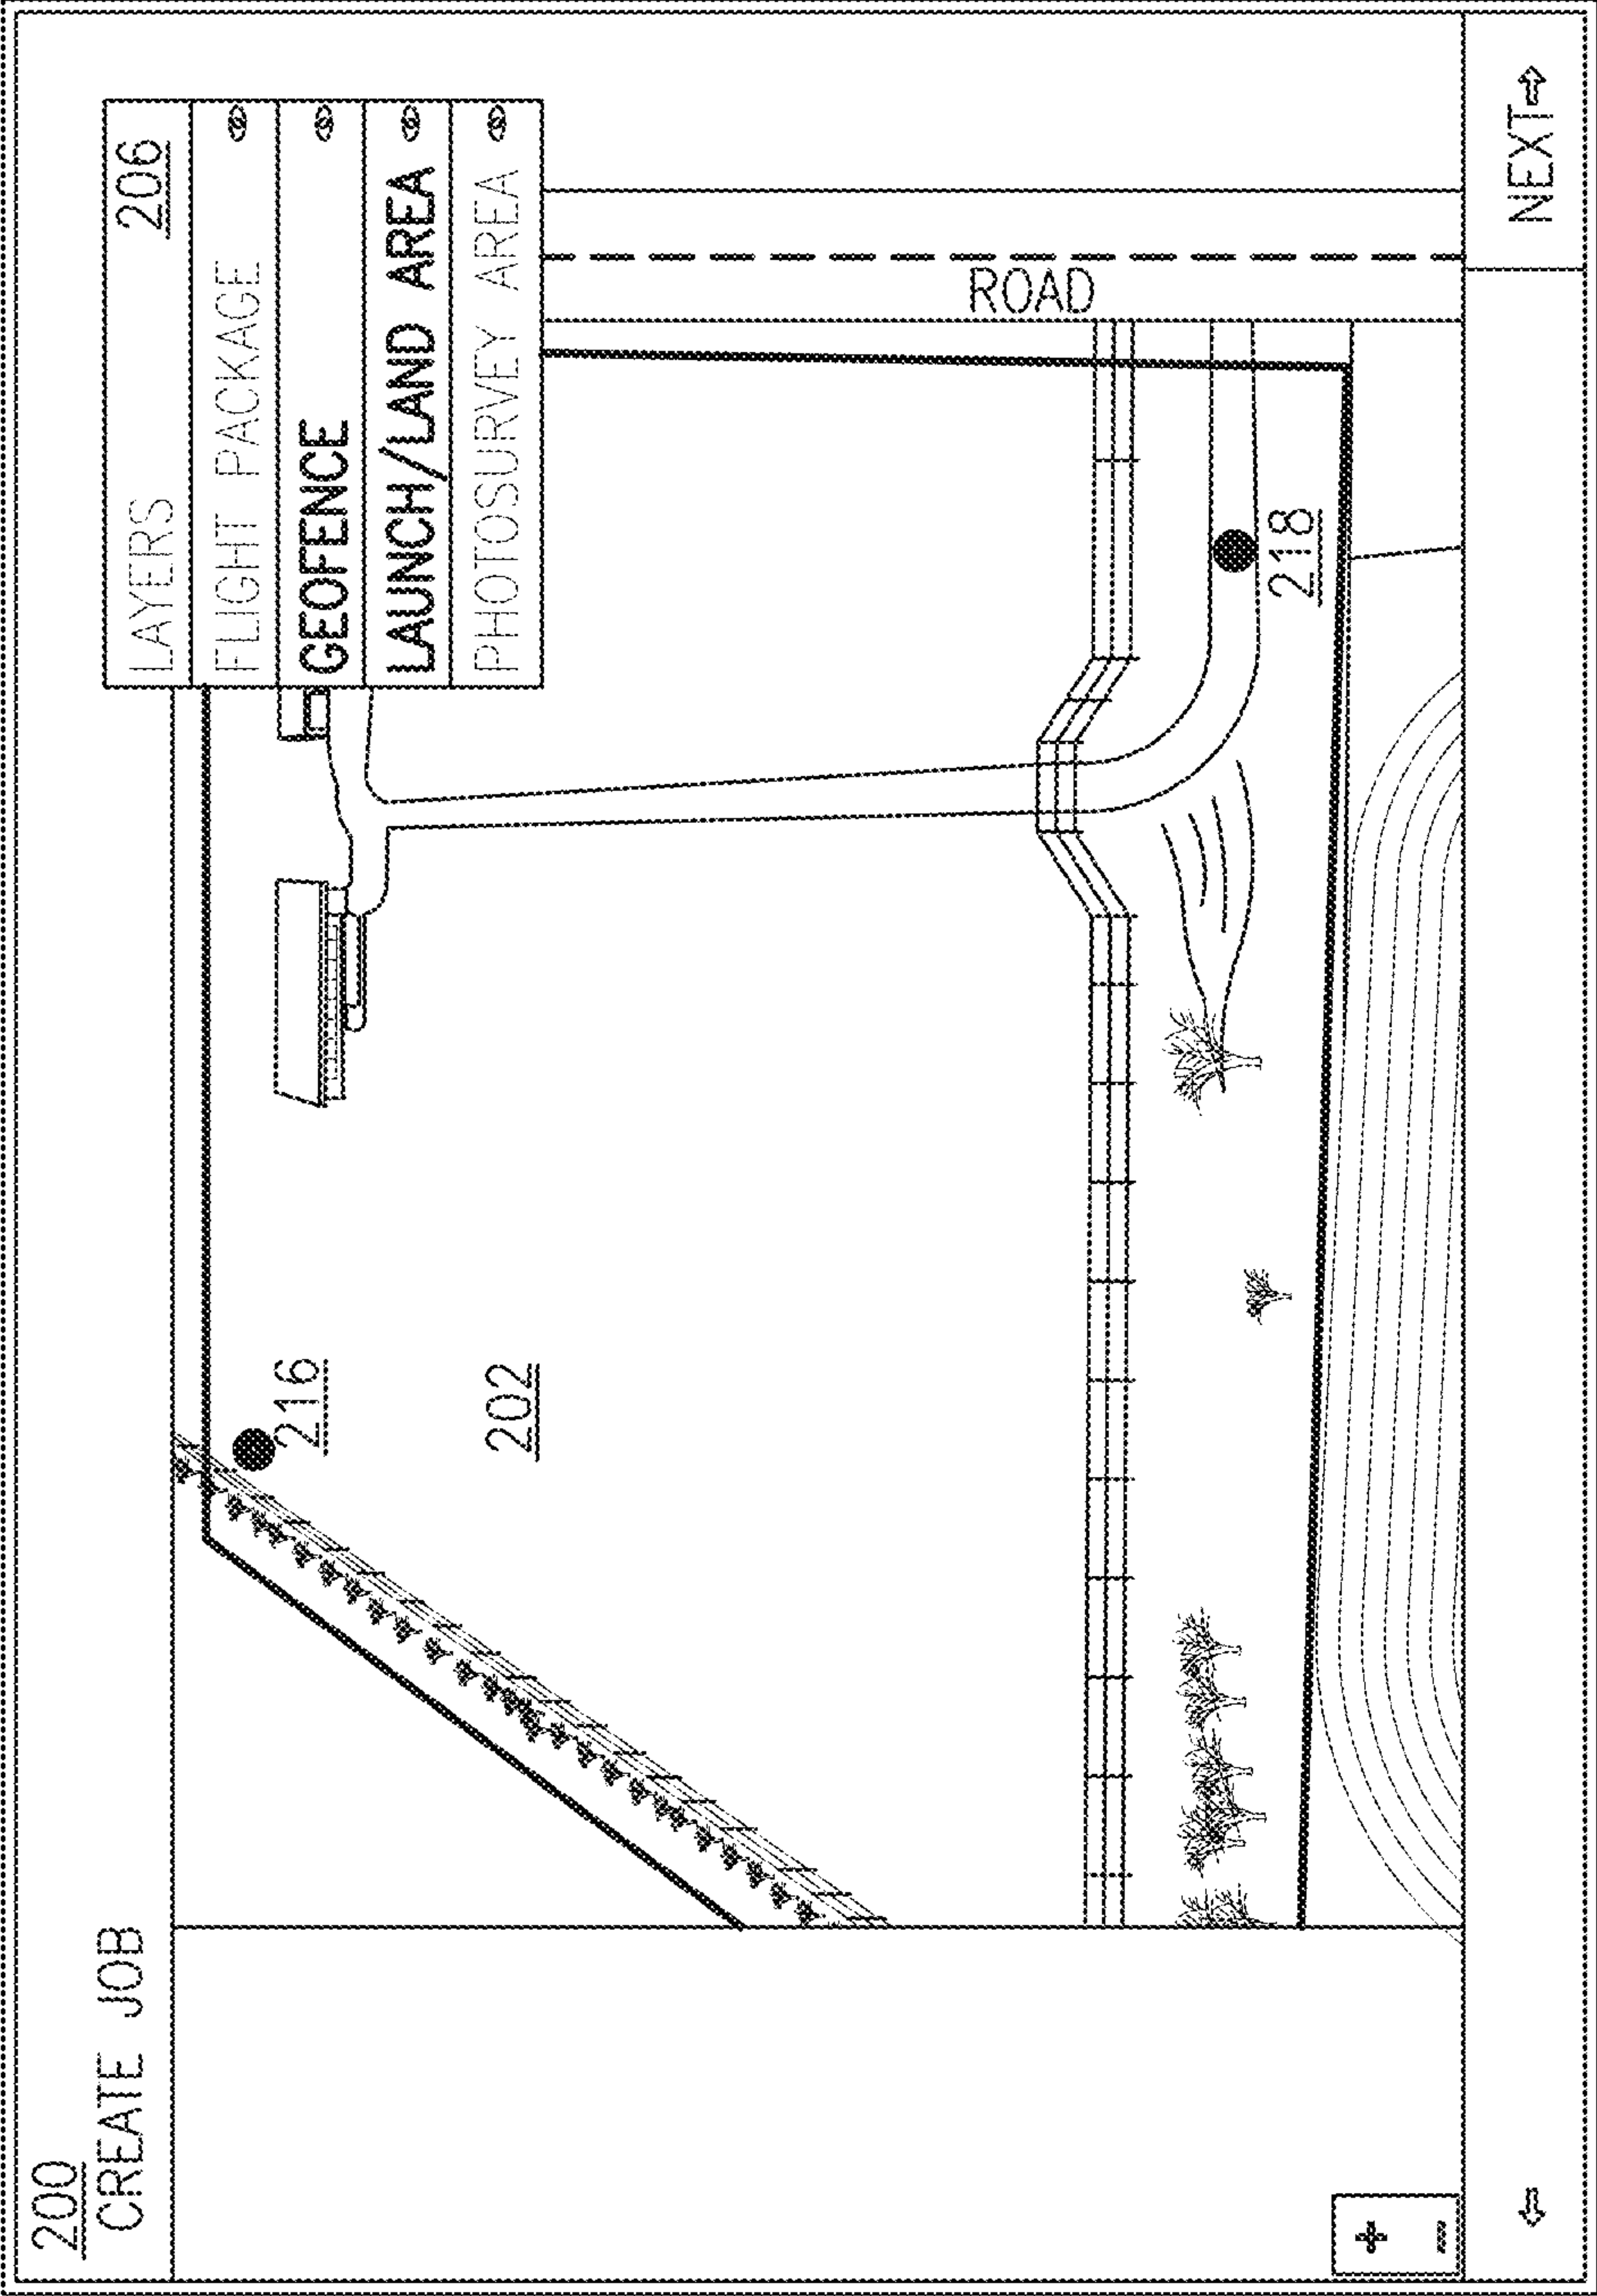 200
CREATE JOB
LAYERS 206
FLIGHT PACKAGE
GEOFENCE
LAUNCH/LAND AREA
PHOTOSURVEY AREA
216
202
ROAD
218
+
−
⇦
NEXT⇨